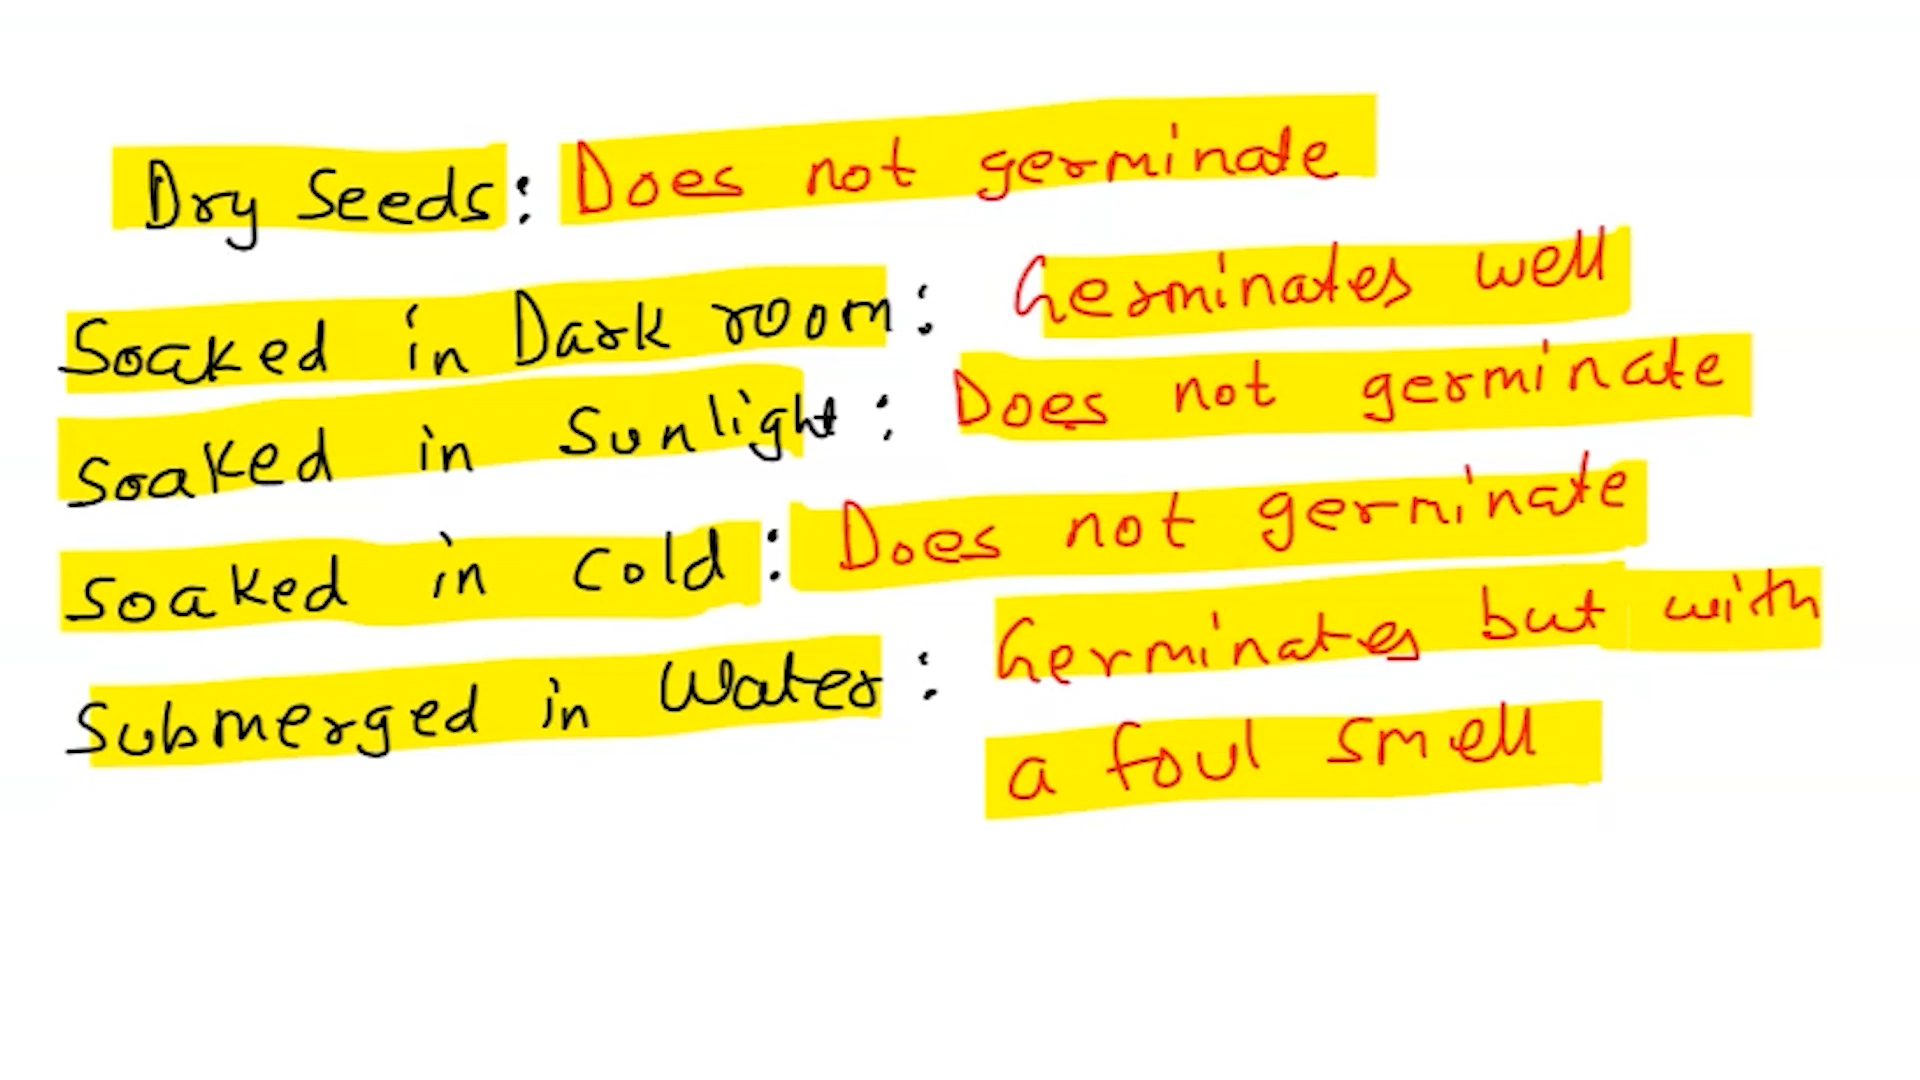 Dry Seeds: Does not germinate
Soaked in Dark room: Germinates well
Soaked in Sunlight: Does not germinate
Soaked in Cold: Does not germinate
Submerged in Water: Germinates but with
a foul smell